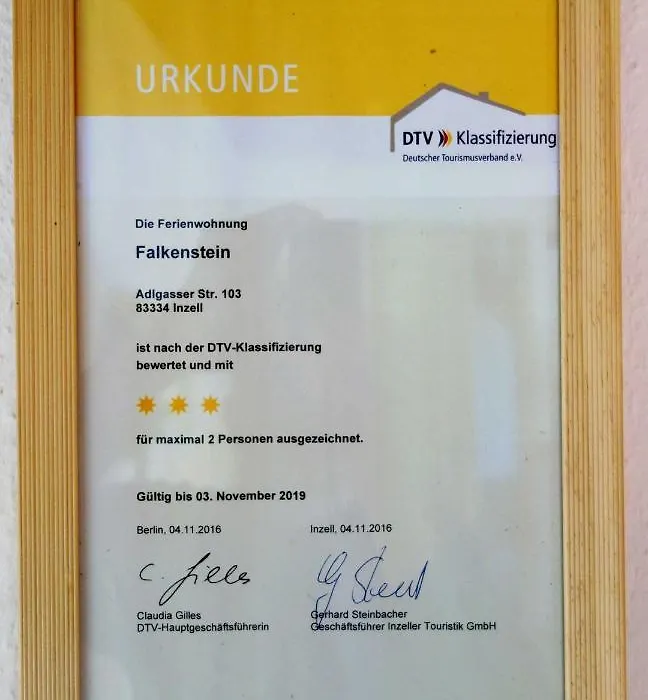 URKUNDE
DTV Klassifizierung
Deutscher Tourismusverband e.V.
Die Ferienwohnung
Falkenstein
Adlgasser Str. 103
83334 Inzell
ist nach der DTV-Klassifizierung
bewertet und mit
für maximal 2 Personen ausgezeichnet.
Gültig bis 03. November 2019
Berlin, 04.11.2016 Inzell, 04.11.2016
C. Gilles
Claudia Gilles Gerhard Steinbacher
DTV-Hauptgeschäftsführerin Geschäftsführer Inzeller Touristik GmbH